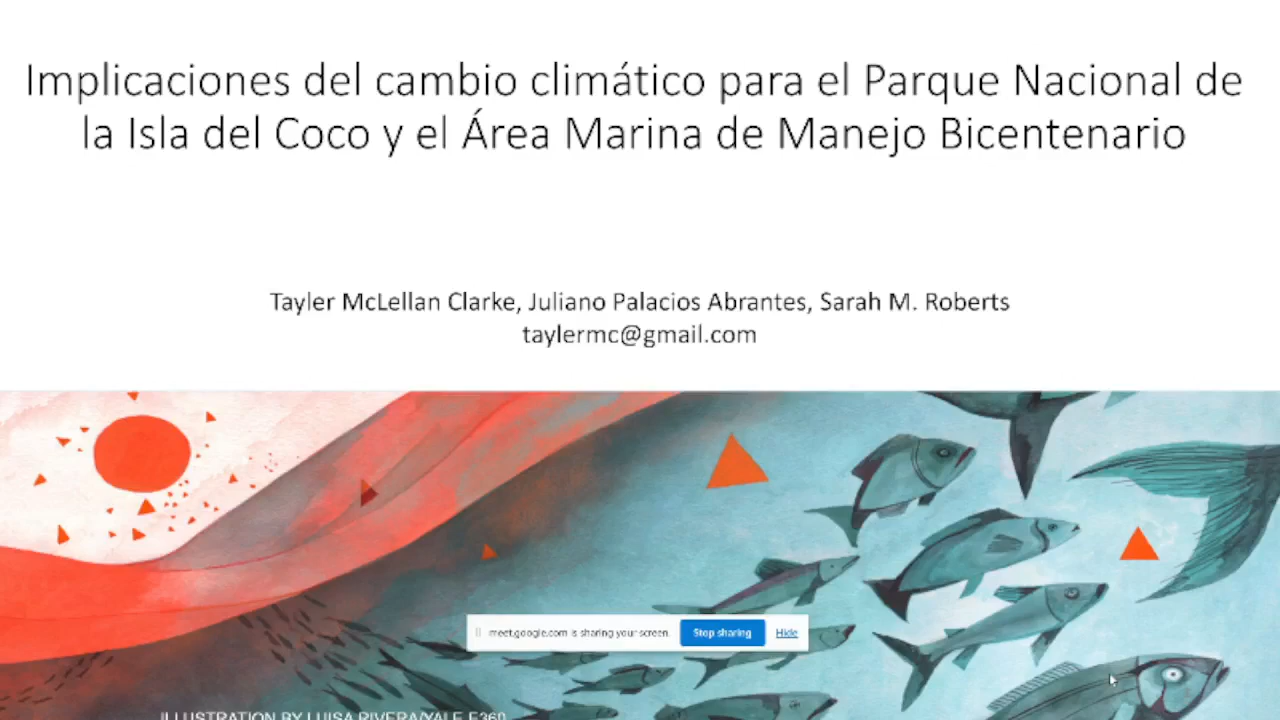 Implicaciones del cambio climático para el Parque Nacional de
la Isla del Coco y el Área Marina de Manejo Bicentenario
Tayler McLellan Clarke, Juliano Palacios Abrantes, Sarah M. Roberts
taylermc@gmail.com
meet.google.com is sharing your screen.
Stop sharing
Hide
ILLUSTRATION BY LUISA RIVERA/YALE E360